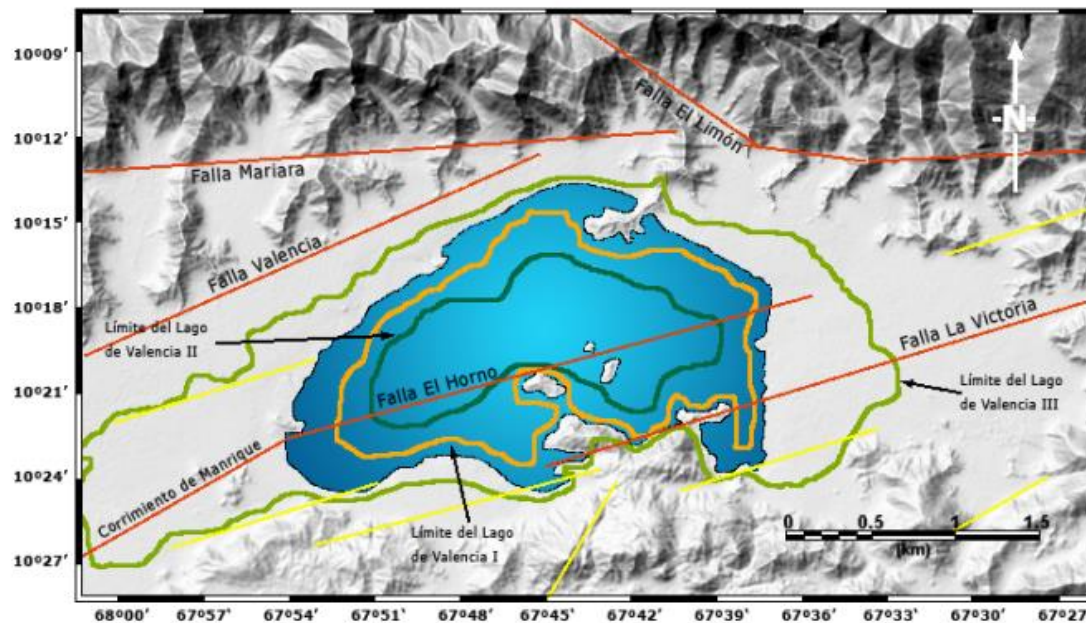 10°09'
10°12'
10°15'
10°18'
10°21'
10°24'
10°27'
Falla El Limón
-N-
Falla Mariara
Falla Valencia
Límite del Lago
de Valencia II
Falla El Horno
Falla La Victoria
Límite del Lago
de Valencia III
Corrimiento de Manrique
Límite del Lago
de Valencia I
0 0.5 1 1.5
(km)
68°00' 67°57' 67°54' 67°51' 67°48' 67°45' 67°42' 67°39' 67°36' 67°33' 67°30' 67°27'